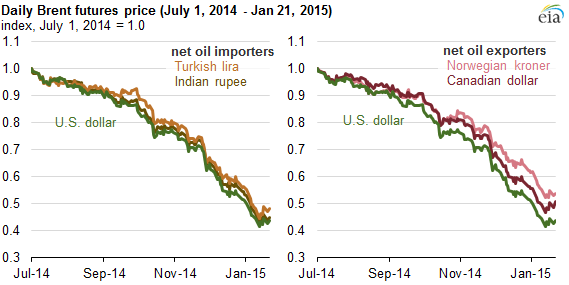 Daily Brent futures price (July 1, 2014 - Jan 21, 2015)
index, July 1, 2014 = 1.0
eia
1.1
1.0
0.9
0.8
0.7
0.6
0.5
0.4
0.3
net oil importers
Turkish lira
Indian rupee
U.S. dollar
Jul-14
Sep-14
Nov-14
Jan-15
1.1
1.0
0.9
0.8
0.7
0.6
0.5
0.4
0.3
net oil exporters
Norwegian kroner
Canadian dollar
U.S. dollar
Jul-14
Sep-14
Nov-14
Jan-15